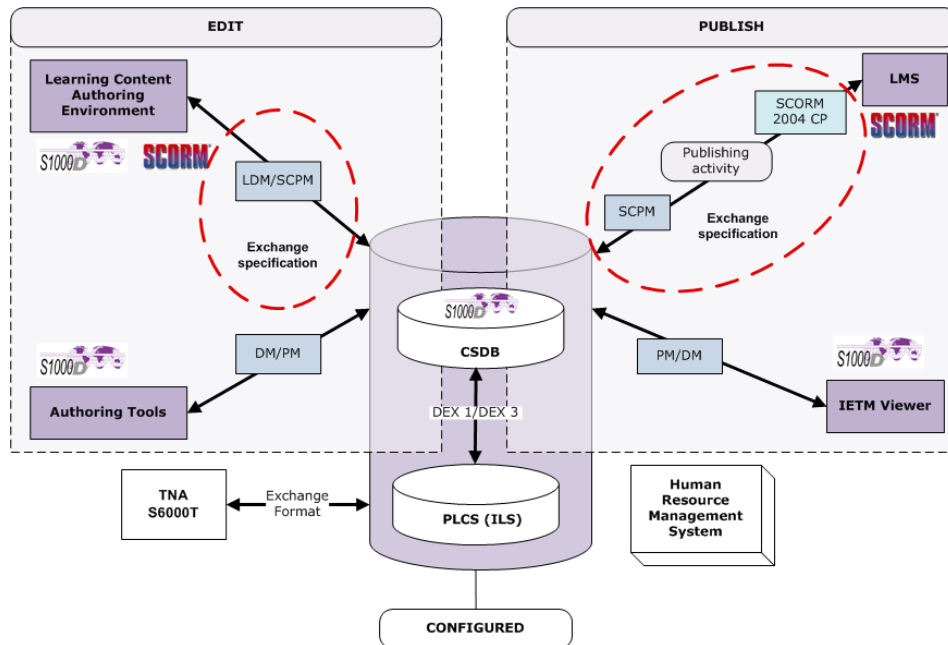 EDIT
PUBLISH
Learning Content
Authoring
Environment
S1000D
SCORM
LDM/SCPM
Exchange
specification
LMS
SCORM
SCORM
2004 CP
Publishing
activity
SCPM
Exchange
specification
S1000D
CSDB
DEX 1/DEX 3
PLCS (ILS)
S1000D
DM/PM
Authoring Tools
PM/DM
S1000D
IETM Viewer
TNA
S6000T
Exchange
Format
Human
Resource
Management
System
CONFIGURED